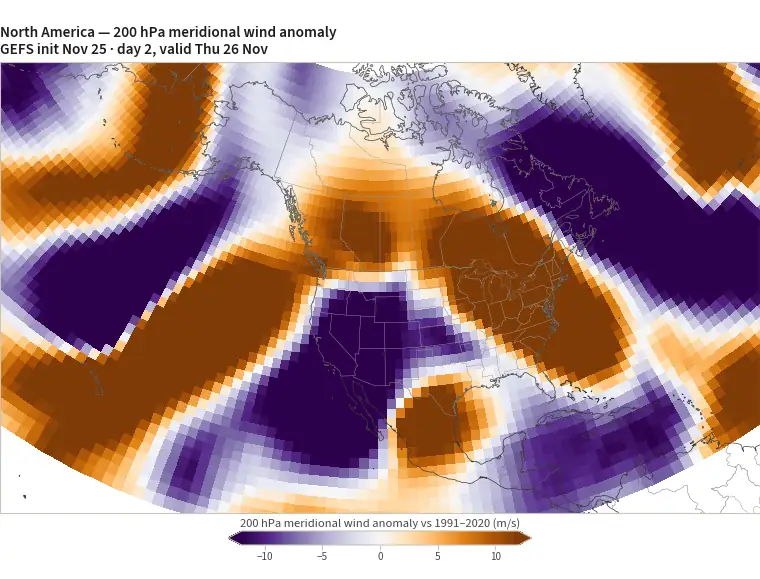 North America — 200 hPa meridional wind anomaly
GEFS init Nov 25 · day 2, valid Thu 26 Nov
200 hPa meridional wind anomaly vs 1991–2020 (m/s)
−10 −5 0 5 10